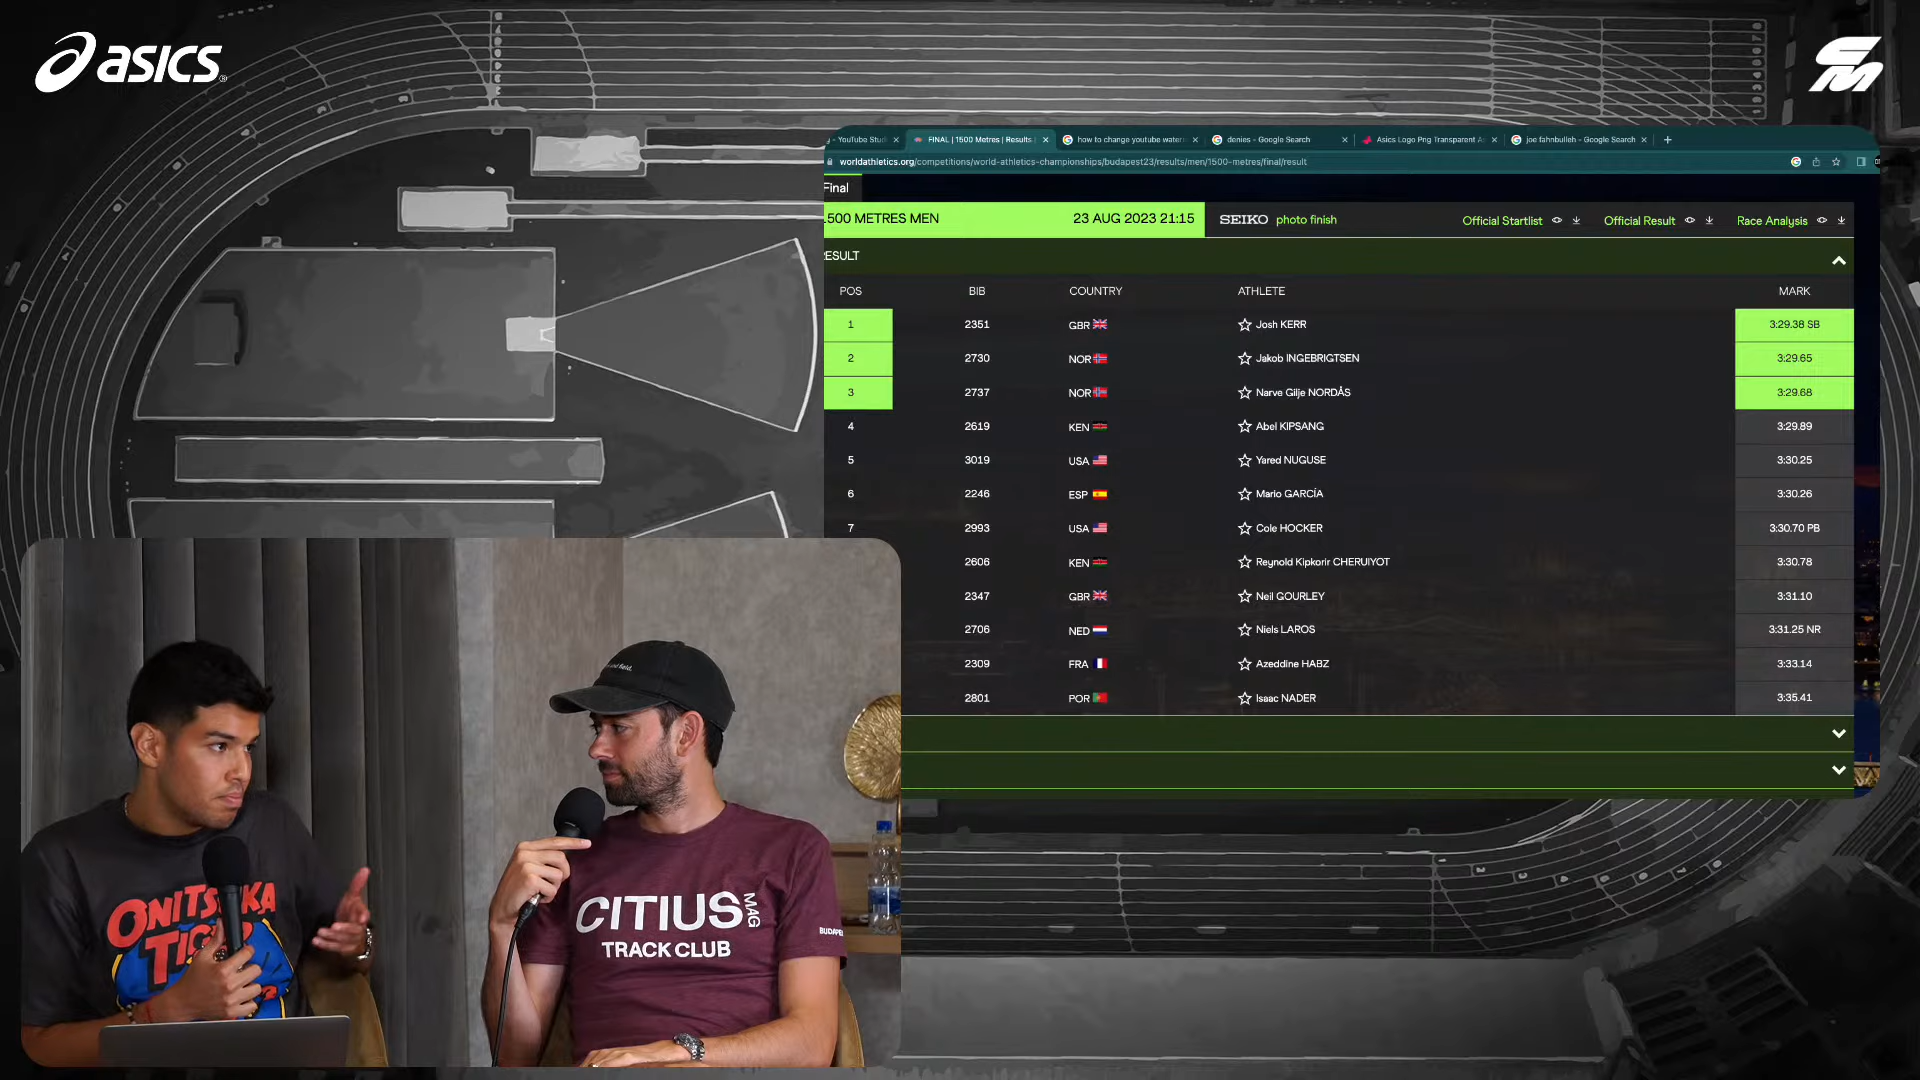 asics
CM
g - YouTube Studi
FINAL | 1500 Metres | Results
how to change youtube water
denies - Google Search
Asics Logo Png Transparent A
joe fahnbulleh - Google Search
worldathletics.org/competitions/world-athletics-championships/budapest23/results/men/1500-metres/final/result
Final
1500 METRES MEN 23 AUG 2023 21:15 SEIKO photo finish Official Startlist Official Result Race Analysis
RESULT
POS BIB COUNTRY ATHLETE MARK
1 2351 GBR Josh KERR 3:29.38 SB
2 2730 NOR Jakob INGEBRIGTSEN 3:29.65
3 2737 NOR Narve Gilje NORDÅS 3:29.68
4 2619 KEN Abel KIPSANG 3:29.89
5 3019 USA Yared NUGUSE 3:30.25
6 2246 ESP Mario GARCÍA 3:30.26
7 2993 USA Cole HOCKER 3:30.70 PB
2606 KEN Reynold Kipkorir CHERUIYOT 3:30.78
2347 GBR Neil GOURLEY 3:31.10
2706 NED Niels LAROS 3:31.25 NR
2309 FRA Azeddine HABZ 3:33.14
2801 POR Isaac NADER 3:35.41
field.
ONITSUKA
TIGER
CITIUS
MAG
TRACK CLUB
BUDAPE